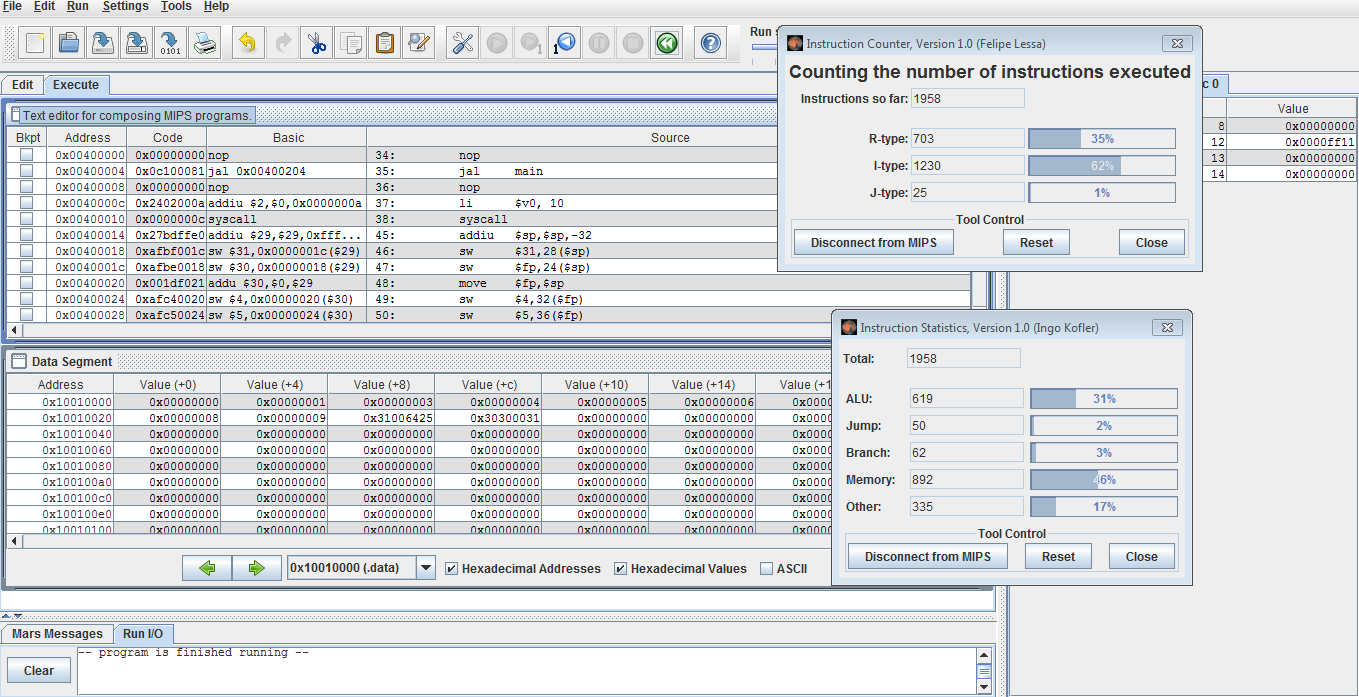 File Edit Run Settings Tools Help
0101
1
1
Run s
Edit Execute
Text editor for composing MIPS programs.
Bkpt Address Code Basic Source
0x00400000 0x00000000 nop 34: nop
0x00400004 0x0c100081 jal 0x00400204 35: jal main
0x00400008 0x00000000 nop 36: nop
0x0040000c 0x2402000a addiu $2,$0,0x0000000a 37: li $v0, 10
0x00400010 0x0000000c syscall 38: syscall
0x00400014 0x27bdffe0 addiu $29,$29,0xfff... 45: addiu $sp,$sp,-32
0x00400018 0xafbf001c sw $31,0x0000001c($29) 46: sw $31,28($sp)
0x0040001c 0xafbe0018 sw $30,0x00000018($29) 47: sw $fp,24($sp)
0x00400020 0x001df021 addu $30,$0,$29 48: move $fp,$sp
0x00400024 0xafc40020 sw $4,0x00000020($30) 49: sw $4,32($fp)
0x00400028 0xafc50024 sw $5,0x00000024($30) 50: sw $5,36($fp)
Data Segment
Address Value (+0) Value (+4) Value (+8) Value (+c) Value (+10) Value (+14) Value (+1
0x10010000 0x00000000 0x00000001 0x00000003 0x00000004 0x00000005 0x00000006 0x000
0x10010020 0x00000008 0x00000009 0x31006425 0x30300031 0x00000000 0x00000000 0x000
0x10010040 0x00000000 0x00000000 0x00000000 0x00000000 0x00000000 0x00000000 0x000
0x10010060 0x00000000 0x00000000 0x00000000 0x00000000 0x00000000 0x00000000 0x000
0x10010080 0x00000000 0x00000000 0x00000000 0x00000000 0x00000000 0x00000000 0x000
0x100100a0 0x00000000 0x00000000 0x00000000 0x00000000 0x00000000 0x00000000 0x000
0x100100c0 0x00000000 0x00000000 0x00000000 0x00000000 0x00000000 0x00000000 0x000
0x100100e0 0x00000000 0x00000000 0x00000000 0x00000000 0x00000000 0x00000000 0x000
0x10010100 0x00000000 0x00000000 0x00000000 0x00000000 0x00000000 0x00000000 0x000
0x10010000 (.data) Hexadecimal Addresses Hexadecimal Values ASCII
Mars Messages Run I/O
Clear
-- program is finished running --
Instruction Counter, Version 1.0 (Felipe Lessa)
Counting the number of instructions executed
Instructions so far: 1958
R-type: 703 35%
I-type: 1230 62%
J-type: 25 1%
Tool Control
Disconnect from MIPS Reset Close
c 0
Value
8 0x00000000
12 0x0000ff11
13 0x00000000
14 0x00000000
Instruction Statistics, Version 1.0 (Ingo Kofler)
Total: 1958
ALU: 619 31%
Jump: 50 2%
Branch: 62 3%
Memory: 892 46%
Other: 335 17%
Tool Control
Disconnect from MIPS Reset Close